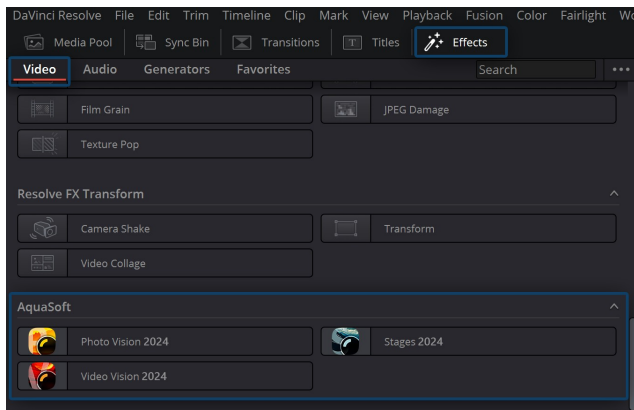 DaVinci Resolve File Edit Trim Timeline Clip Mark View Playback Fusion Color Fairlight
Media Pool Sync Bin Transitions T Titles Effects
Video Audio Generators Favorites Search
Film Grain JPEG Damage
Texture Pop
Resolve FX Transform
Camera Shake Transform
Video Collage
AquaSoft
Photo Vision 2024 Stages 2024
Video Vision 2024